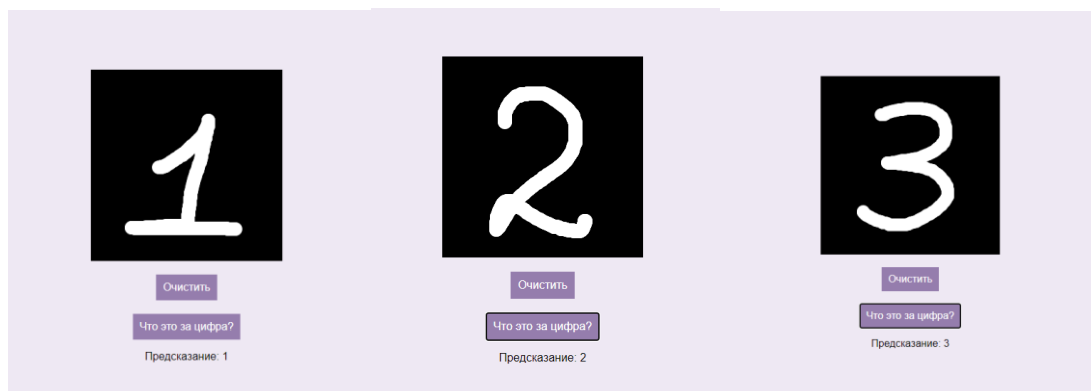 1
Очистить
Что это за цифра?
Предсказание: 1
2
Очистить
Что это за цифра?
Предсказание: 2
3
Очистить
Что это за цифра?
Предсказание: 3